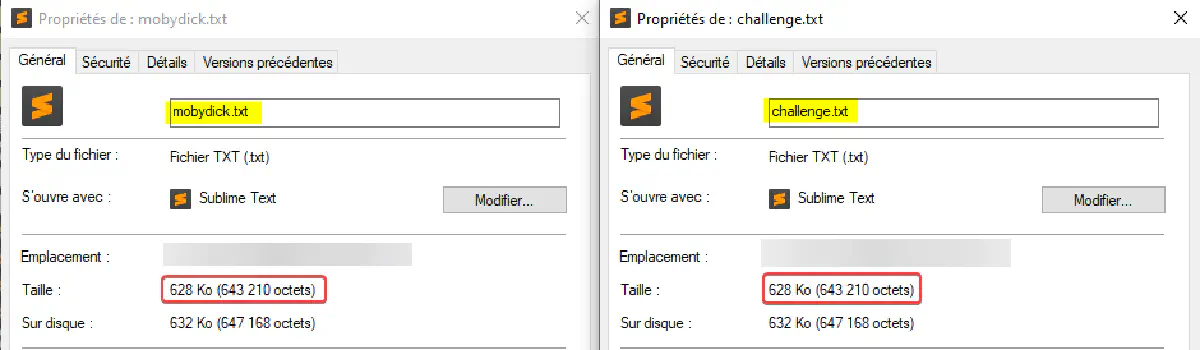 Propriétés de : mobydick.txt
Général Sécurité Détails Versions précédentes
mobydick.txt
Type du fichier : Fichier TXT (.txt)
S'ouvre avec : Sublime Text Modifier...
Emplacement :
Taille : 628 Ko (643 210 octets)
Sur disque : 632 Ko (647 168 octets)
Propriétés de : challenge.txt
Général Sécurité Détails Versions précédentes
challenge.txt
Type du fichier : Fichier TXT (.txt)
S'ouvre avec : Sublime Text Modifier...
Emplacement :
Taille : 628 Ko (643 210 octets)
Sur disque : 632 Ko (647 168 octets)